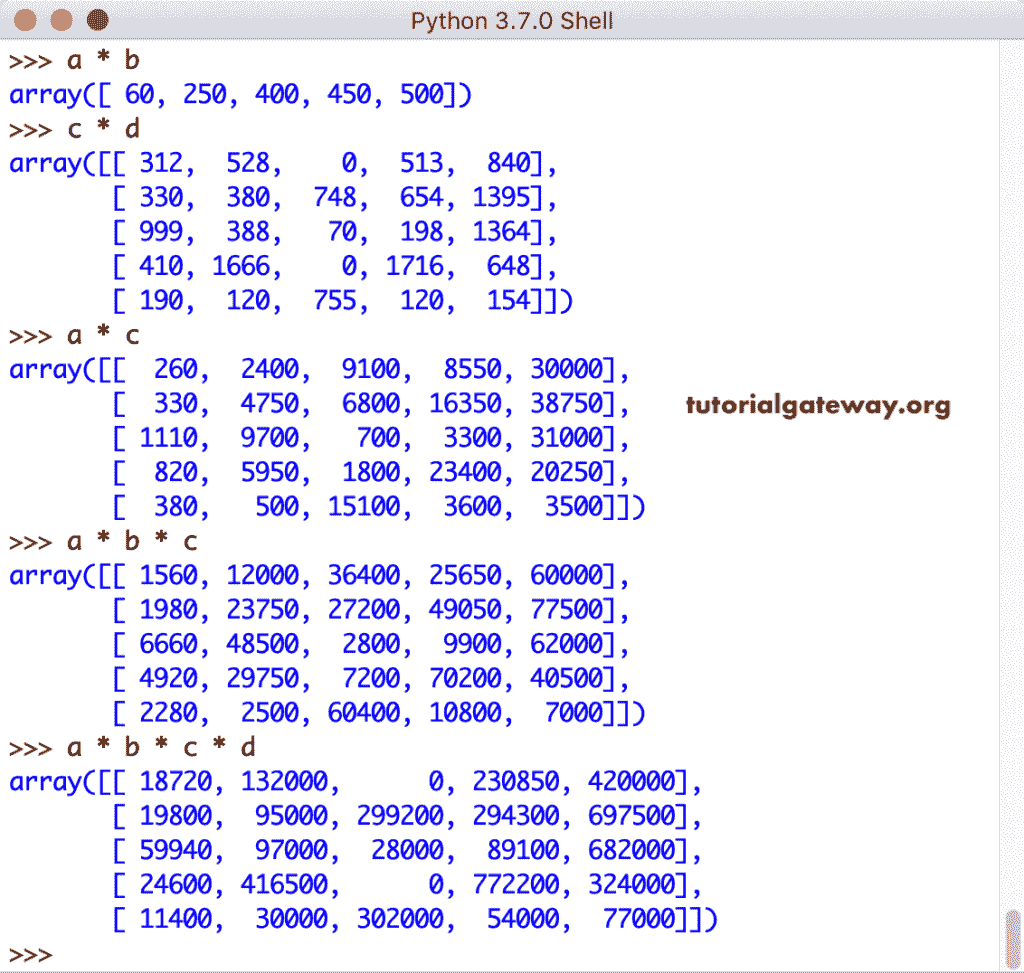 Python 3.7.0 Shell
>>> a * b
array([ 60, 250, 400, 450, 500])
>>> c * d
array([[ 312,  528,    0,  513,  840],
       [ 330,  380,  748,  654, 1395],
       [ 999,  388,   70,  198, 1364],
       [ 410, 1666,    0, 1716,  648],
       [ 190,  120,  755,  120,  154]])
>>> a * c
array([[  260,  2400,  9100,  8550, 30000],
       [  330,  4750,  6800, 16350, 38750],
tutorialgateway.org
       [ 1110,  9700,   700,  3300, 31000],
       [  820,  5950,  1800, 23400, 20250],
       [  380,   500, 15100,  3600,  3500]])
>>> a * b * c
array([[ 1560, 12000, 36400, 25650, 60000],
       [ 1980, 23750, 27200, 49050, 77500],
       [ 6660, 48500,  2800,  9900, 62000],
       [ 4920, 29750,  7200, 70200, 40500],
       [ 2280,  2500, 60400, 10800,  7000]])
>>> a * b * c * d
array([[ 18720, 132000,      0, 230850, 420000],
       [ 19800,  95000, 299200, 294300, 697500],
       [ 59940,  97000,  28000,  89100, 682000],
       [ 24600, 416500,      0, 772200, 324000],
       [ 11400,  30000, 302000,  54000,  77000]])
>>>